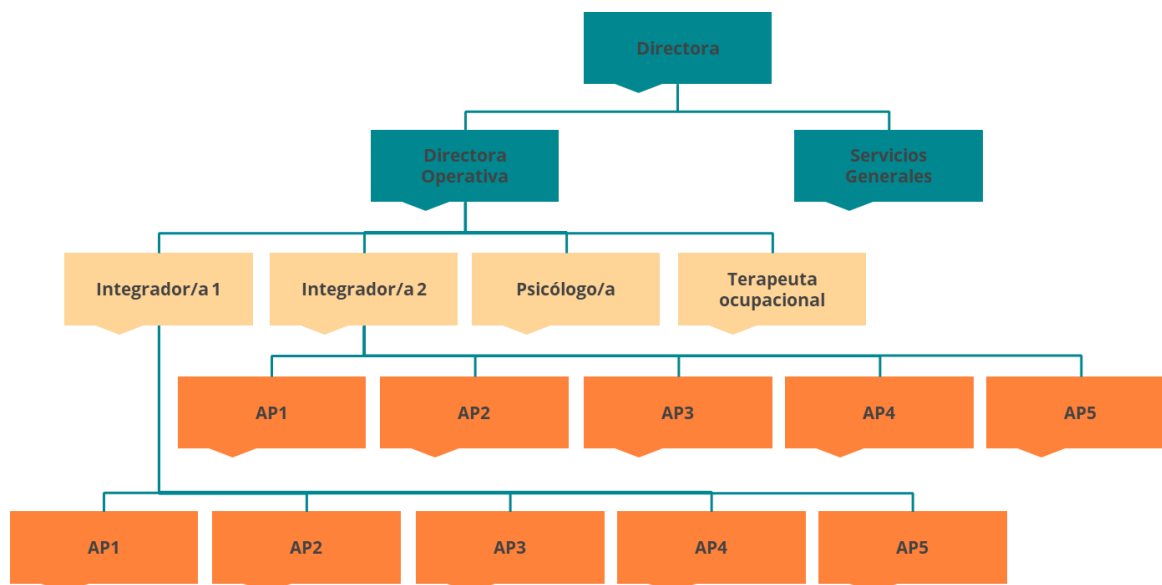 Directora
Directora
Operativa
Servicios
Generales
Integrador/a 1
Integrador/a 2
Psicólogo/a
Terapeuta
ocupacional
AP1
AP2
AP3
AP4
AP5
AP1
AP2
AP3
AP4
AP5